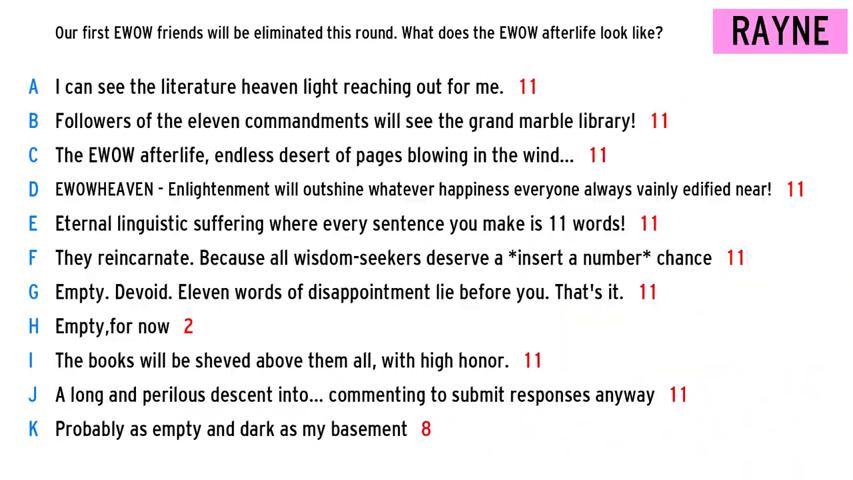 Our first EWOW friends will be eliminated this round. What does the EWOW afterlife look like?
RAYNE
A I can see the literature heaven light reaching out for me. 11
B Followers of the eleven commandments will see the grand marble library! 11
C The EWOW afterlife, endless desert of pages blowing in the wind... 11
D EWOWHEAVEN - Enlightenment will outshine whatever happiness everyone always vainly edified near! 11
E Eternal linguistic suffering where every sentence you make is 11 words! 11
F They reincarnate. Because all wisdom-seekers deserve a *insert a number* chance 11
G Empty. Devoid. Eleven words of disappointment lie before you. That's it. 11
H Empty,for now 2
I The books will be sheved above them all, with high honor. 11
J A long and perilous descent into... commenting to submit responses anyway 11
K Probably as empty and dark as my basement 8